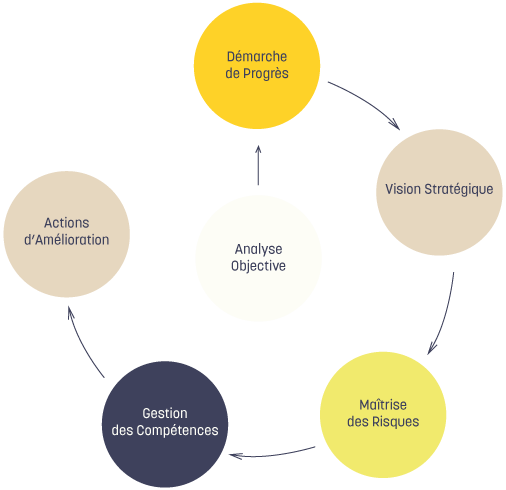 Démarche
de Progrès
Vision Stratégique
Actions
d’Amélioration
Analyse
Objective
Maîtrise
des Risques
Gestion
des Compétences